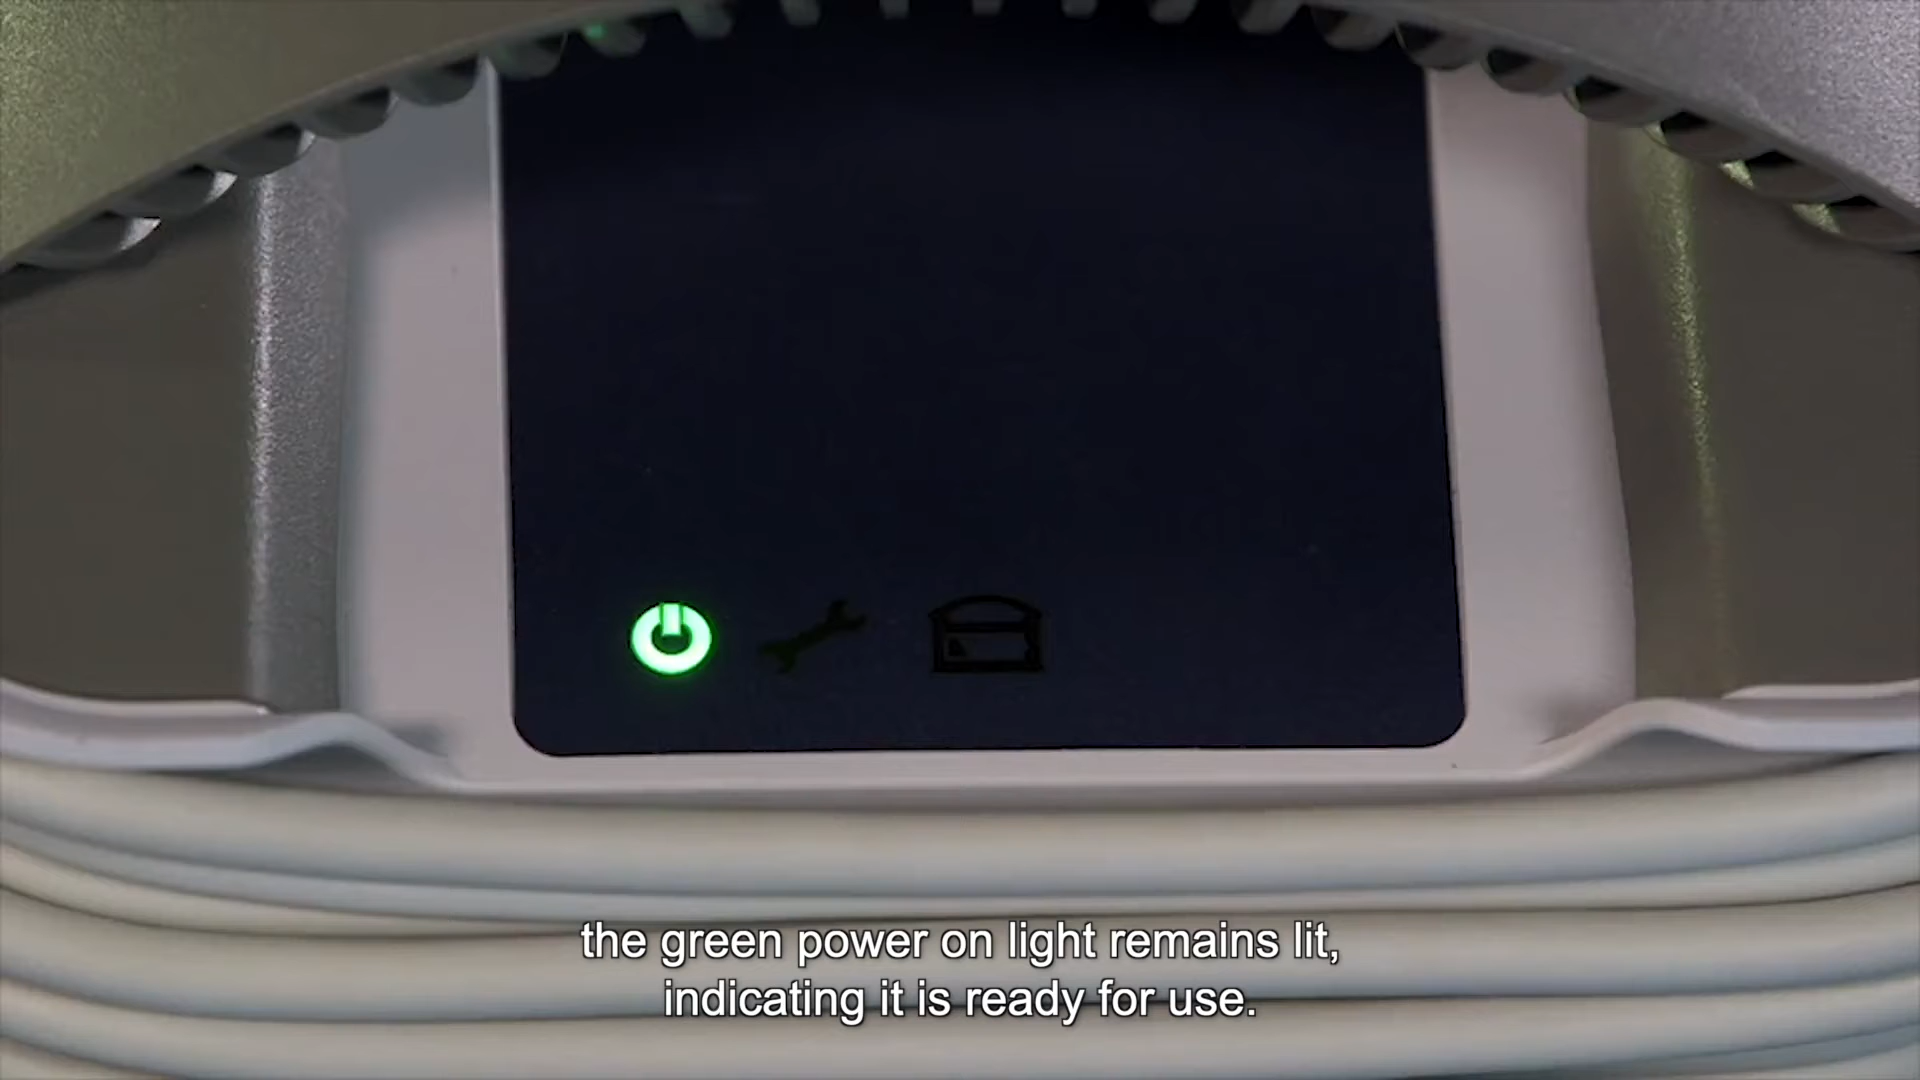 the green power on light remains lit,
indicating it is ready for use.